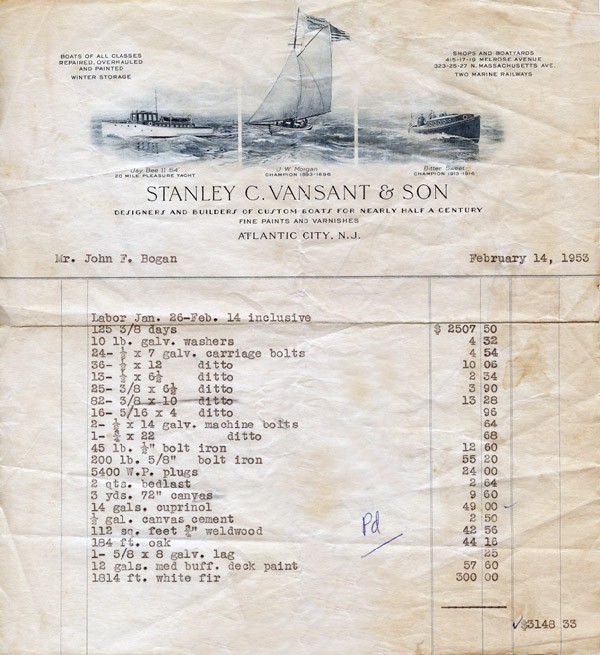 BOATS OF ALL CLASSES
REPAIRED, OVERHAULED
AND PAINTED
WINTER STORAGE
SHOPS AND BOATYARDS
415-17-19 MELROSE AVENUE
323-25-27 N. MASSACHUSETTS AVE.
TWO MARINE RAILWAYS
Jay Bee II 54
20 MILE PLEASURE YACHT
J. W. Horgan
CHAMPION 1893-1896
Bitter Sweet
CHAMPION 1913-1916
STANLEY C. VANSANT & SON
DESIGNERS AND BUILDERS OF CUSTOM BOATS FOR NEARLY HALF A CENTURY
FINE PAINTS AND VARNISHES
ATLANTIC CITY, N.J.
Mr. John F. Bogan February 14, 1953
Labor Jan. 26-Feb. 14 inclusive
125 3/8 days $ 2507 50
10 lb. galv. washers 4 32
24- ½ x 7 galv. carriage bolts 4 54
36- ½ x 12 ditto 10 05
13- ½ x 6½ ditto 2 34
25- 3/8 x 6½ ditto 3 90
82- 3/8 x 10 ditto 13 28
16- 5/16 x 4 ditto 96
2- ½ x 14 galv. machine bolts 64
1- x 22 ditto 68
45 lb. ½" bolt iron 12 60
200 lb. 5/8" bolt iron 55 20
5400 W.P. plugs 24 00
2 qts. bedlast 2 64
3 yds. 72" canvas 9 60
14 gals. cuprinol 49 00
½ gal. canvas cement 2 50
112 sq. feet ¾" weldwood 42 56
184 ft. oak 44 16
1- 5/8 x 8 galv. lag 25
12 gals. med buff. deck paint 57 60
1814 ft. white fir 300 00
Pd
✓$3148 33